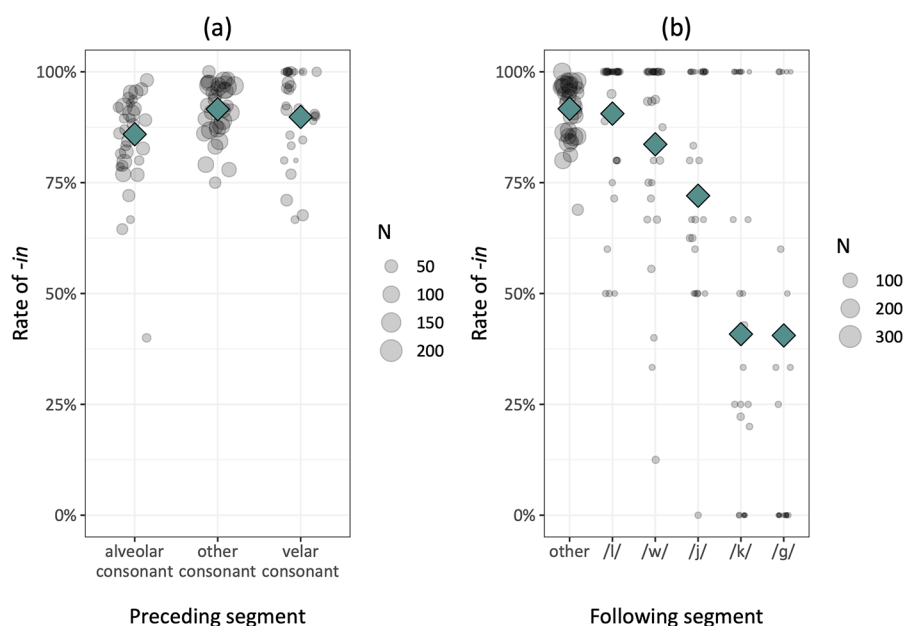 (a)
100%
75%
50%
25%
0%
Rate of -in
alveolar consonant
other consonant
velar consonant
Preceding segment
N
50
100
150
200
(b)
100%
75%
50%
25%
0%
Rate of -in
other
/l/
/w/
/j/
/k/
/g/
Following segment
N
100
200
300